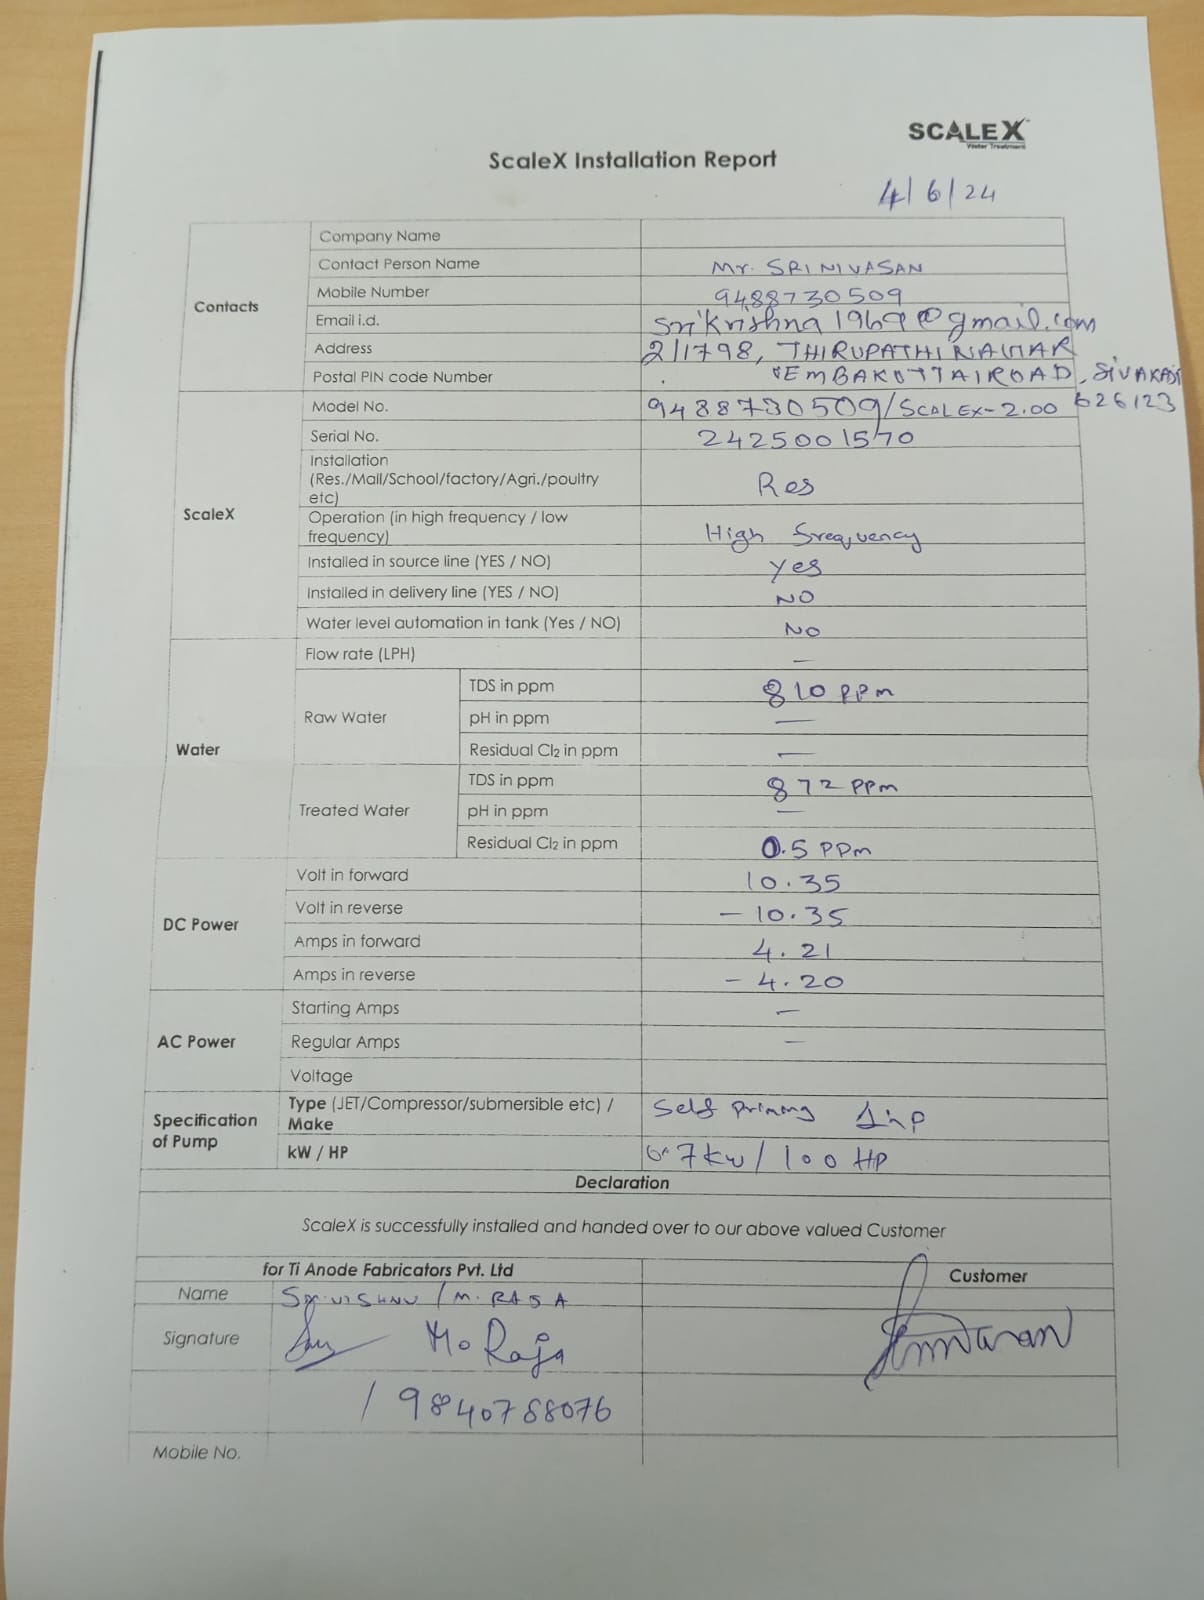 SCALEX
Water Treatment
ScaleX Installation Report
4/6/24
Contacts
Company Name
Contact Person Name Mr. SRINIVASAN
Mobile Number 9488730509
Email i.d. srikrishna1969@gmail.com
Address 2/1798, THIRUPATHI NAGAR
VEMBAKOTTAI ROAD, SIVAKASI
Postal PIN code Number 626123
ScaleX
Model No. 9488730509/SCALEX-2.00
Serial No. 2425001570
Installation
(Res./Mall/School/factory/Agri./poultry
etc) Res
Operation (in high frequency / low
frequency) High frequency
Installed in source line (YES / NO) Yes
Installed in delivery line (YES / NO) NO
Water level automation in tank (Yes / NO) No
Water
Flow rate (LPH) —
Raw Water
TDS in ppm 810 PPm
pH in ppm —
Residual Cl2 in ppm —
Treated Water
TDS in ppm 872 PPm
pH in ppm —
Residual Cl2 in ppm 0.5 PPm
DC Power
Volt in forward 10.35
Volt in reverse - 10.35
Amps in forward 4.21
Amps in reverse - 4.20
AC Power
Starting Amps —
Regular Amps —
Voltage
Specification
of Pump
Type (JET/Compressor/submersible etc) /
Make Self priming 1hp
kW / HP 7kw / 100 HP
Declaration
ScaleX is successfully installed and handed over to our above valued Customer
for Ti Anode Fabricators Pvt. Ltd
Customer
Name VISHNU / M. RAJA
Signature M. Raja
/ 9840788076
Mobile No.